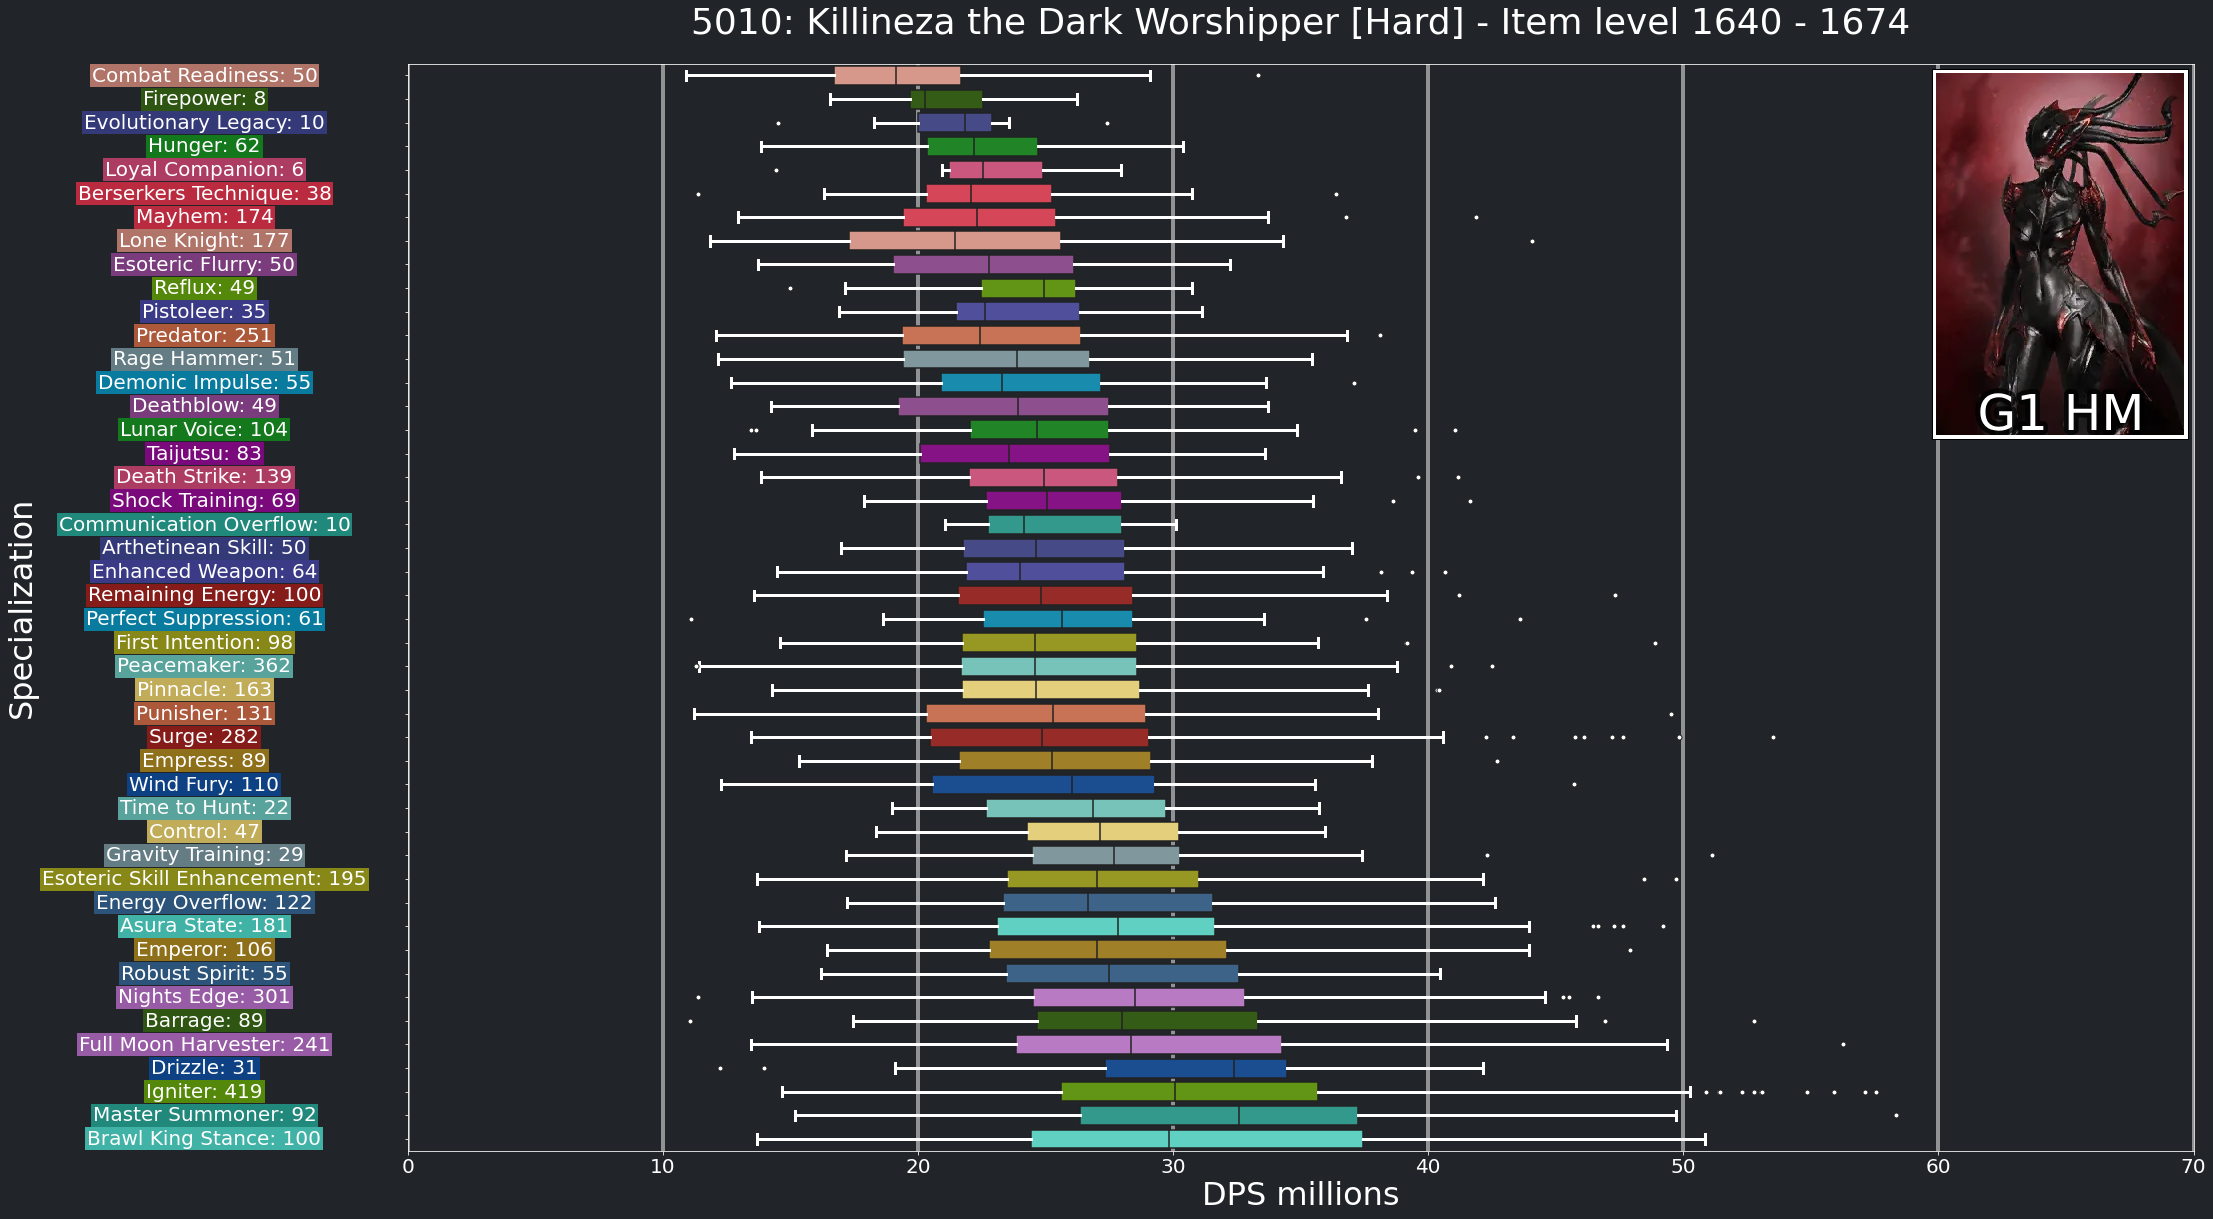 5010: Killineza the Dark Worshipper [Hard] - Item level 1640 - 1674
Specialization
Combat Readiness: 50
Firepower: 8
Evolutionary Legacy: 10
Hunger: 62
Loyal Companion: 6
Berserkers Technique: 38
Mayhem: 174
Lone Knight: 177
Esoteric Flurry: 50
Reflux: 49
Pistoleer: 35
Predator: 251
Rage Hammer: 51
Demonic Impulse: 55
Deathblow: 49
Lunar Voice: 104
Taijutsu: 83
Death Strike: 139
Shock Training: 69
Communication Overflow: 10
Arthetinean Skill: 50
Enhanced Weapon: 64
Remaining Energy: 100
Perfect Suppression: 61
First Intention: 98
Peacemaker: 362
Pinnacle: 163
Punisher: 131
Surge: 282
Empress: 89
Wind Fury: 110
Time to Hunt: 22
Control: 47
Gravity Training: 29
Esoteric Skill Enhancement: 195
Energy Overflow: 122
Asura State: 181
Emperor: 106
Robust Spirit: 55
Nights Edge: 301
Barrage: 89
Full Moon Harvester: 241
Drizzle: 31
Igniter: 419
Master Summoner: 92
Brawl King Stance: 100
G1 HM
0 10 20 30 40 50 60 70
DPS millions